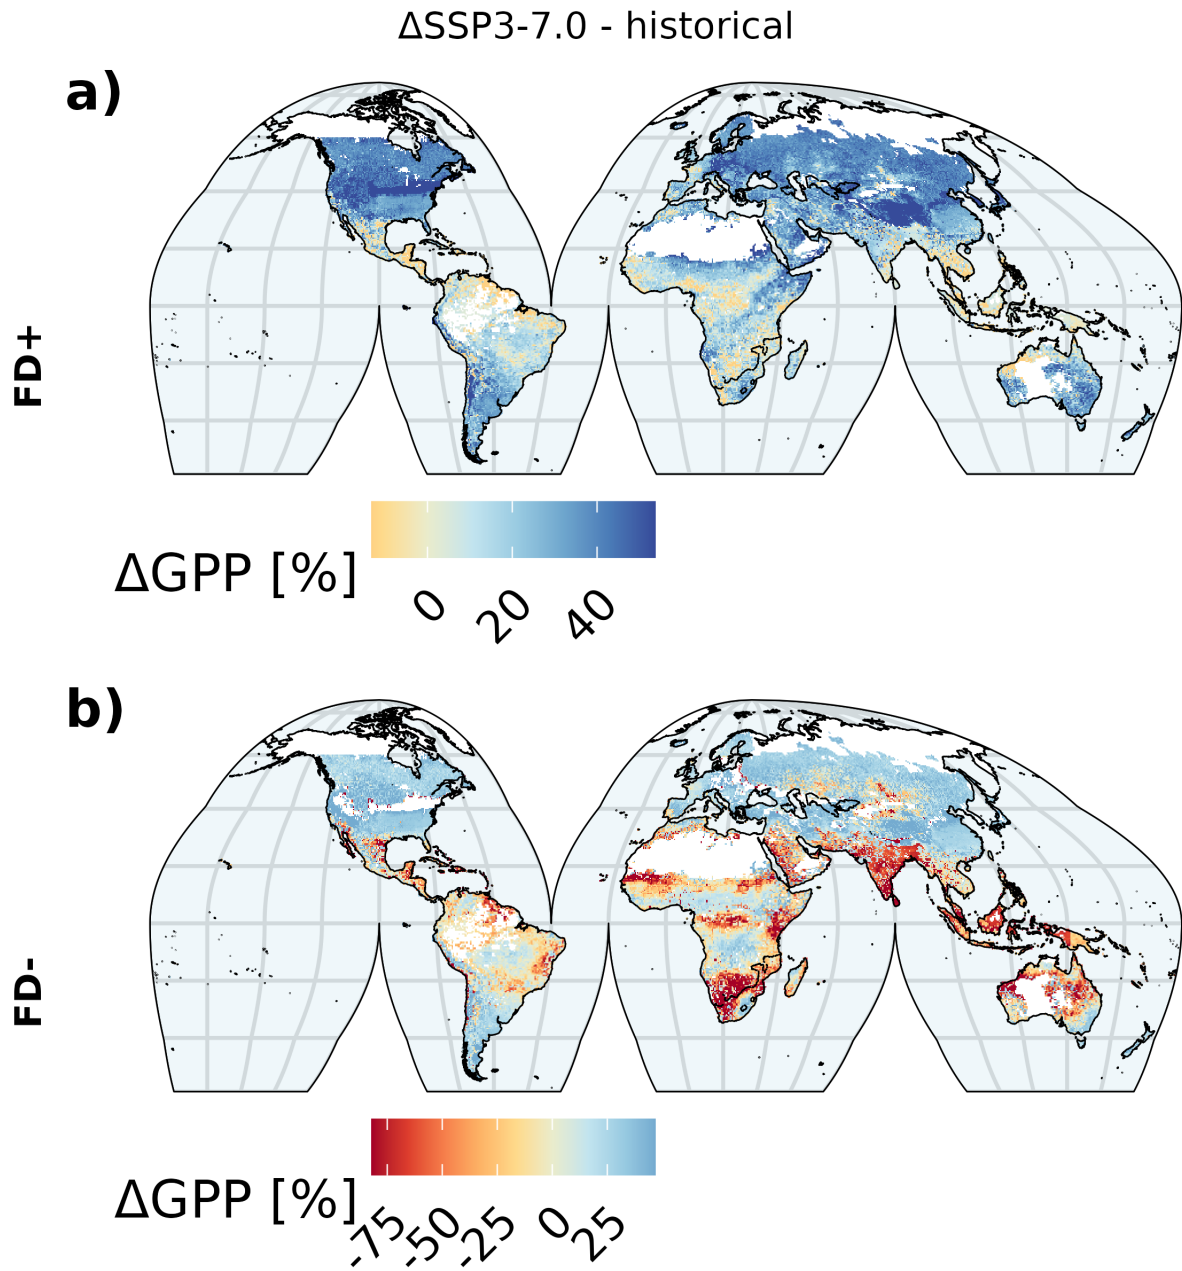 ΔSSP3-7.0 - historical
a)
FD+
ΔGPP [%]
0 20 40
b)
FD-
ΔGPP [%]
-75 -50 -25 0 25